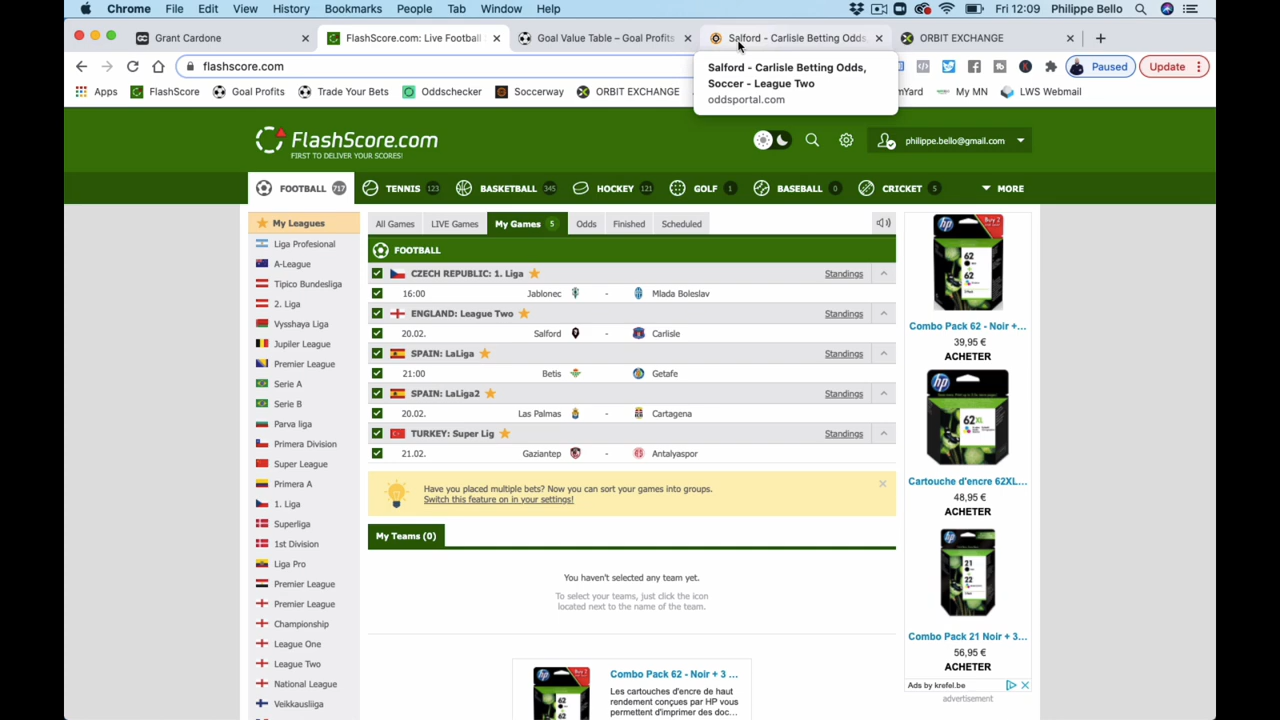 Chrome File Edit View History Bookmarks People Tab Window Help Fri 12:09 Philippe Bello
Grant Cardone
FlashScore.com: Live Football
Goal Value Table – Goal Profits
Salford - Carlisle Betting Odds,
ORBIT EXCHANGE
flashscore.com
Paused
Update
Salford - Carlisle Betting Odds,
Soccer - League Two
oddsportal.com
Apps FlashScore Goal Profits Trade Your Bets Oddschecker Soccerway ORBIT EXCHANGE mYard My MN LWS Webmail
FlashScore.com
FIRST TO DELIVER YOUR SCORES!
philippe.bello@gmail.com
FOOTBALL 717 TENNIS 123 BASKETBALL 345 HOCKEY 121 GOLF 1 BASEBALL 0 CRICKET 5 MORE
My Leagues
Liga Profesional
A-League
Tipico Bundesliga
2. Liga
Vysshaya Liga
Jupiler League
Premier League
Serie A
Serie B
Parva liga
Primera Division
Super League
Primera A
1. Liga
Superliga
1st Division
Liga Pro
Premier League
Premier League
Championship
League One
League Two
National League
Veikkausliiga
All Games LIVE Games My Games 5 Odds Finished Scheduled
FOOTBALL
CZECH REPUBLIC: 1. Liga Standings
16:00 Jablonec - Mlada Boleslav
ENGLAND: League Two Standings
20.02. Salford - Carlisle
SPAIN: LaLiga Standings
21:00 Betis - Getafe
SPAIN: LaLiga2 Standings
20.02. Las Palmas - Cartagena
TURKEY: Super Lig Standings
21.02. Gaziantep - Antalyaspor
Have you placed multiple bets? Now you can sort your games into groups.
Switch this feature on in your settings!
My Teams (0)
You haven't selected any team yet.
To select your teams, just click the icon
located next to the name of the team.
Combo Pack 62 - Noir + 3 ...
Les cartouches d'encre de haut
rendement conçues par HP vous
permettent d'imprimer des doc...
Combo Pack 62 - Noir +...
39,95 €
ACHETER
Cartouche d'encre 62XL...
48,95 €
ACHETER
Combo Pack 21 Noir + 3...
56,95 €
ACHETER
Ads by krefel.be
advertisement